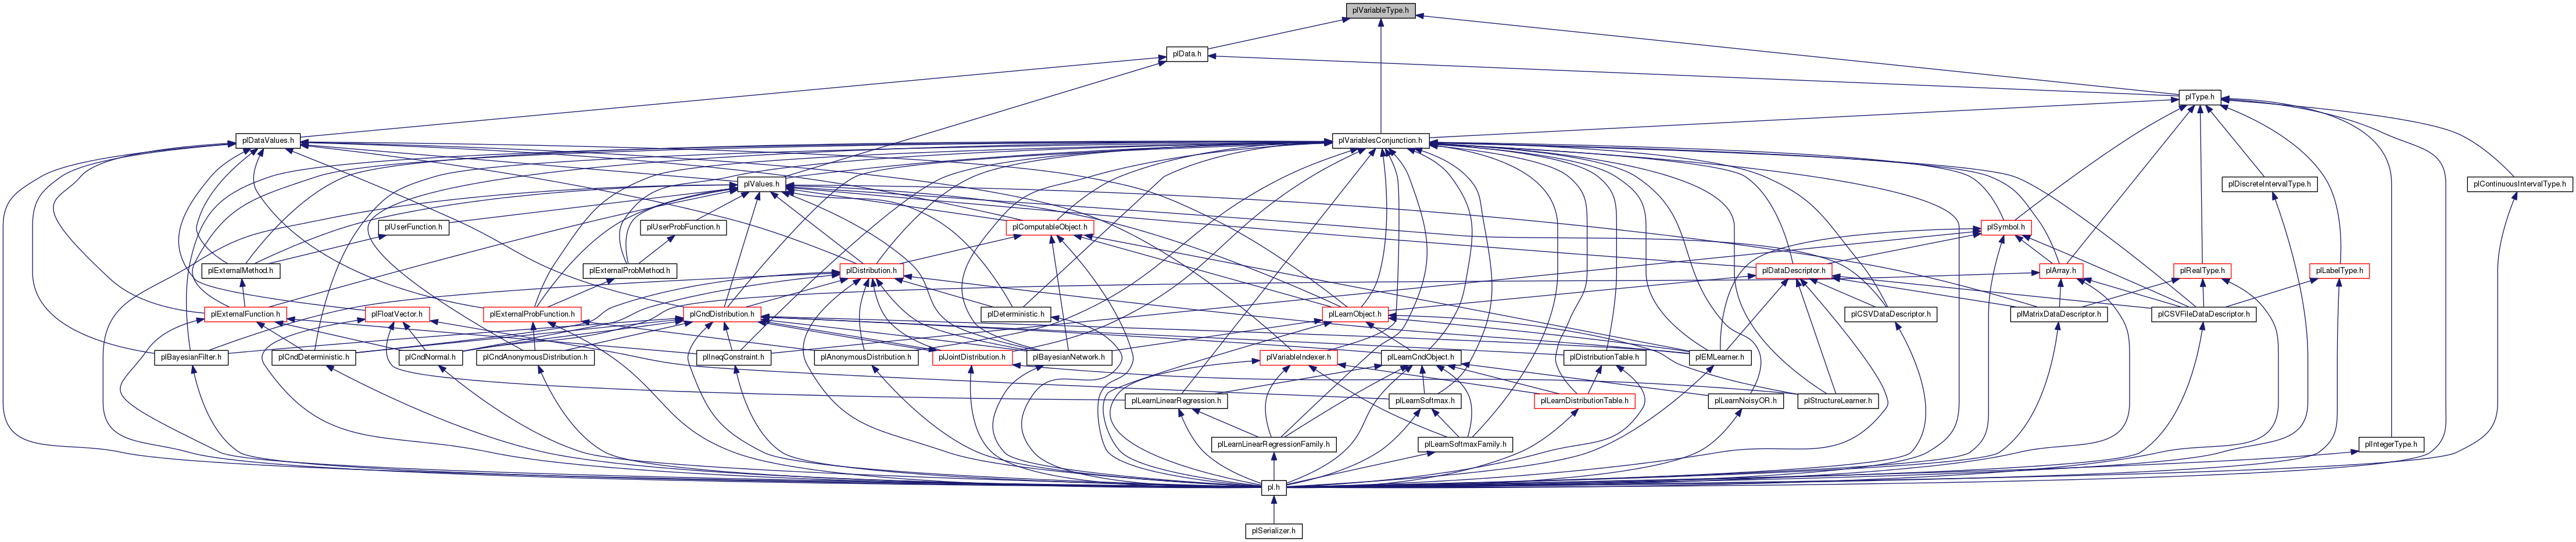 plVariableType.h
plData.h
plType.h
plDataValues.h
plVariablesConjunction.h
plValues.h
plDiscreteIntervalType.h
plContinuousIntervalType.h
plUserFunction.h
plUserProbFunction.h
plComputableObject.h
plSymbol.h
plExternalMethod.h
plExternalProbMethod.h
plDistribution.h
plDataDescriptor.h
plArray.h
plRealType.h
plLabelType.h
plExternalFunction.h
plFloatVector.h
plExternalProbFunction.h
plCndDistribution.h
plDeterministic.h
plLearnObject.h
plCSVDataDescriptor.h
plMatrixDataDescriptor.h
plCSVFileDataDescriptor.h
plBayesianFilter.h
plCndDeterministic.h
plCndNormal.h
plCndAnonymousDistribution.h
plIneqConstraint.h
plAnonymousDistribution.h
plJointDistribution.h
plBayesianNetwork.h
plVariableIndexer.h
plLearnCndObject.h
plDistributionTable.h
plEMLearner.h
plLearnLinearRegression.h
plLearnSoftmax.h
plLearnDistributionTable.h
plLearnNoisyOR.h
plStructureLearner.h
plLearnLinearRegressionFamily.h
plLearnSoftmaxFamily.h
plIntegerType.h
pl.h
plSerializer.h